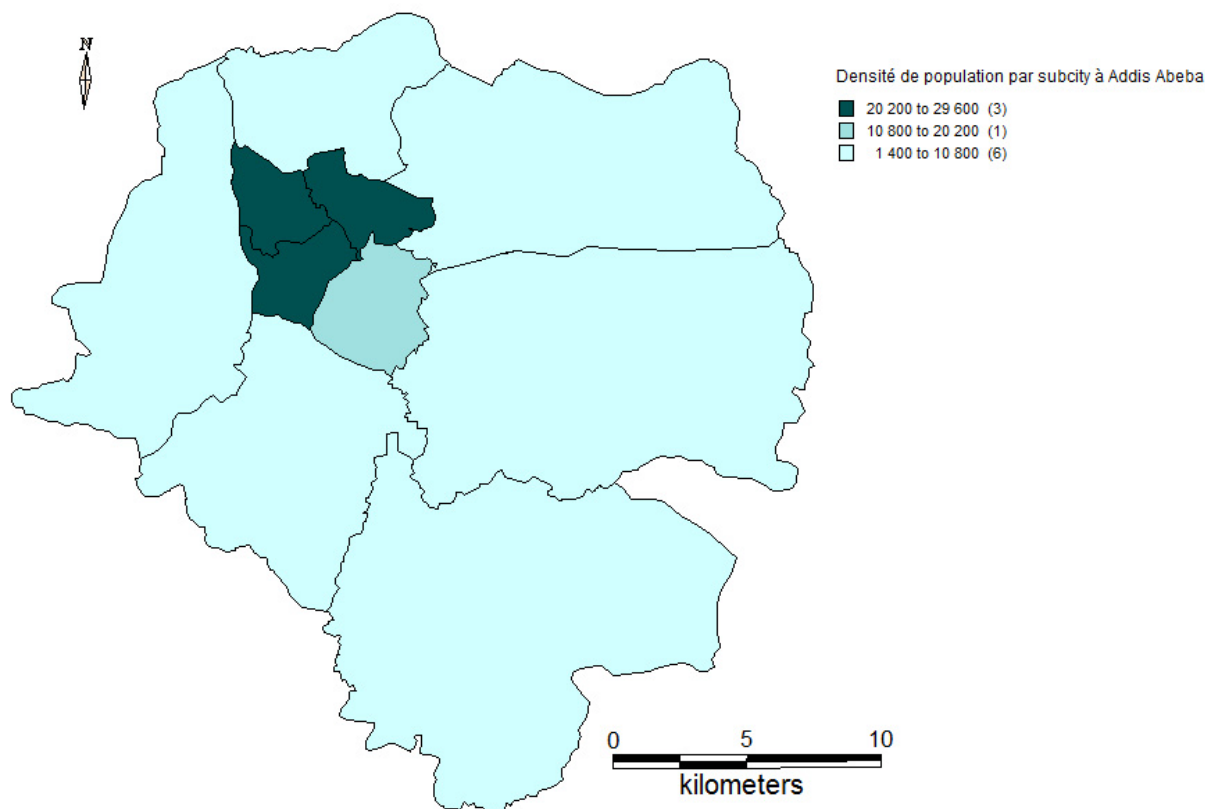 N
Densité de population par subcity à Addis Abeba
20 200 to 29 600 (3)
10 800 to 20 200 (1)
1 400 to 10 800 (6)
0 5 10
kilometers